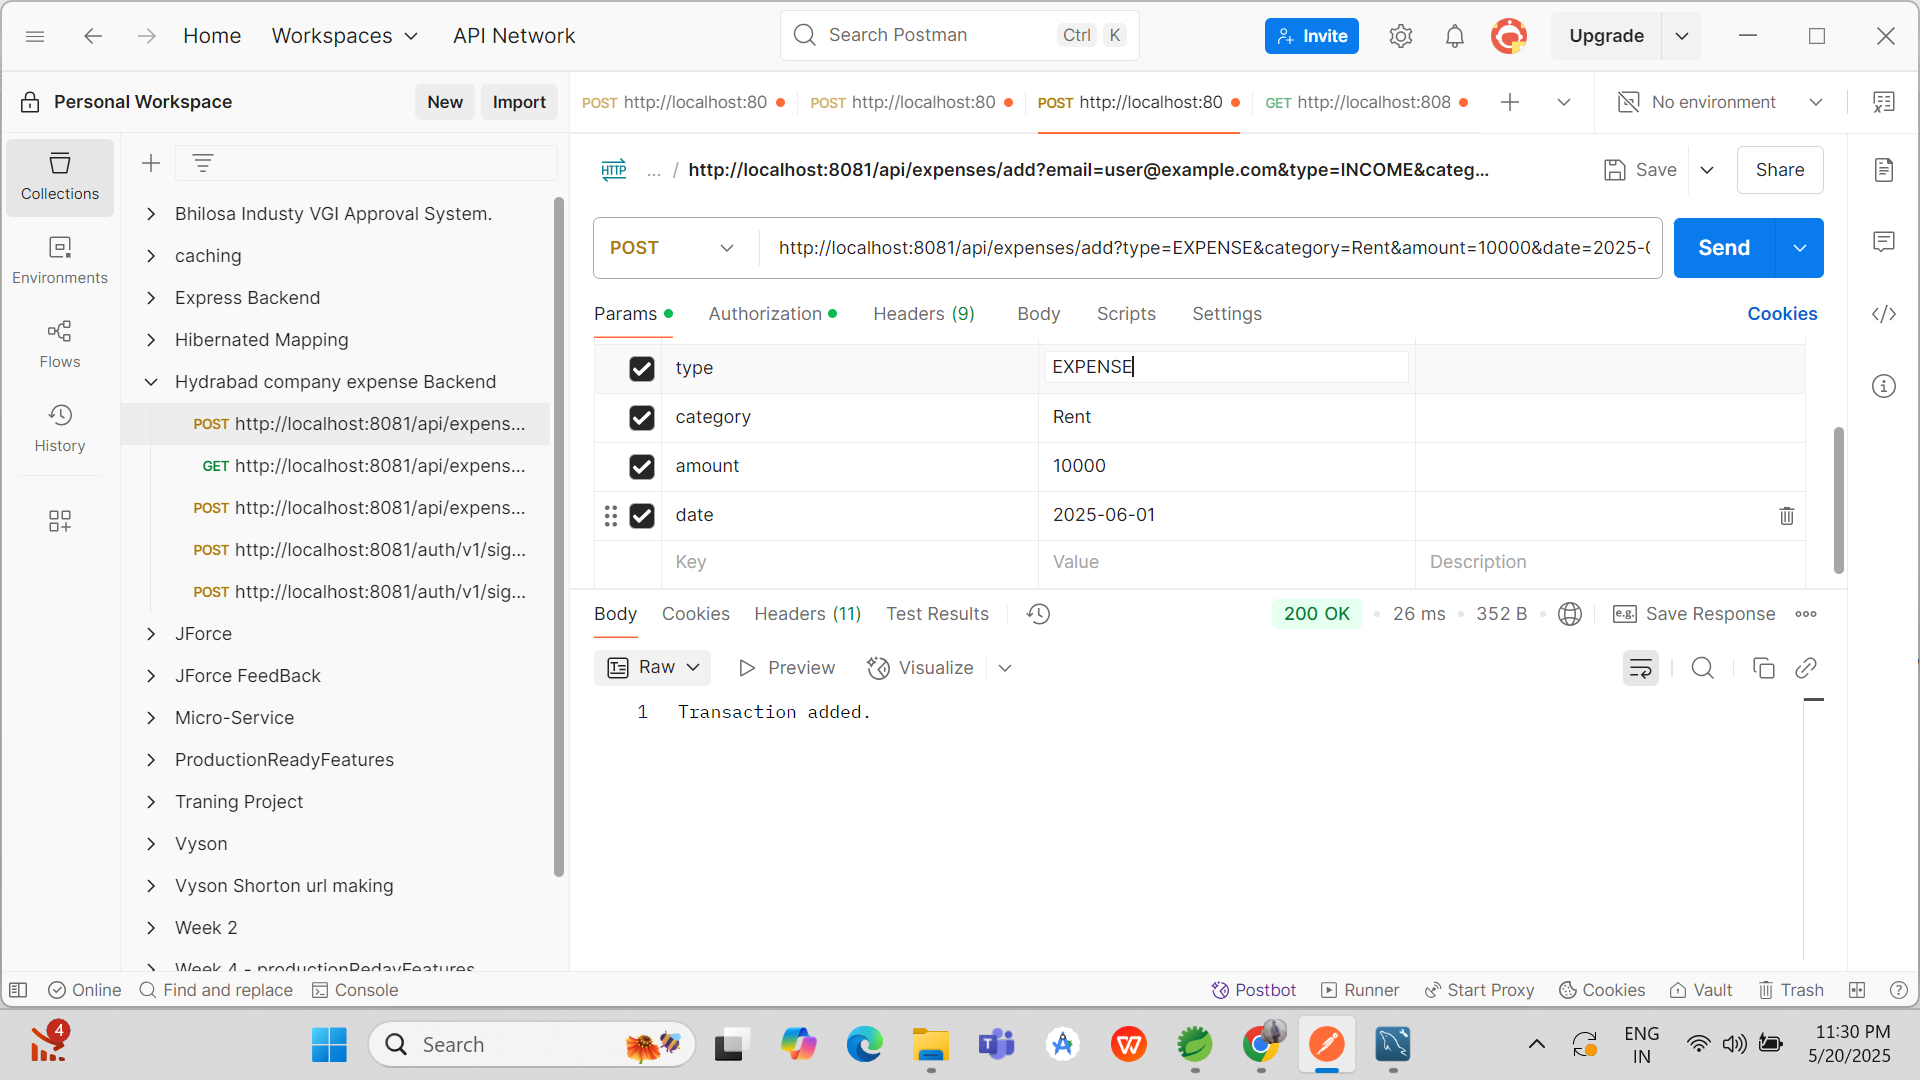 Home
Workspaces
API Network
Search Postman
Ctrl
K
Invite
Upgrade
Personal Workspace
New
Import
POST http://localhost:80
POST http://localhost:80
POST http://localhost:80
GET http://localhost:808
No environment
Collections
Environments
Flows
History
Bhilosa Industy VGI Approval System.
caching
Express Backend
Hibernated Mapping
Hydrabad company expense Backend
POST http://localhost:8081/api/expens...
GET http://localhost:8081/api/expens...
POST http://localhost:8081/api/expens...
POST http://localhost:8081/auth/v1/sig...
POST http://localhost:8081/auth/v1/sig...
JForce
JForce FeedBack
Micro-Service
ProductionReadyFeatures
Traning Project
Vyson
Vyson Shorton url making
Week 2
Week 4 - productionRedayFeatures
HTTP
... / http://localhost:8081/api/expenses/add?email=user@example.com&type=INCOME&categ...
Save
Share
POST
http://localhost:8081/api/expenses/add?type=EXPENSE&category=Rent&amount=10000&date=2025-0
Send
Params
Authorization
Headers (9)
Body
Scripts
Settings
Cookies
type EXPENSE
category Rent
amount 10000
date 2025-06-01
Key Value Description
Body
Cookies
Headers (11)
Test Results
200 OK
26 ms
352 B
e.g.
Save Response
Raw
Preview
Visualize
1 Transaction added.
Online
Find and replace
Console
Postbot
Runner
Start Proxy
Cookies
Vault
Trash
4
Search
ENG
IN
11:30 PM
5/20/2025